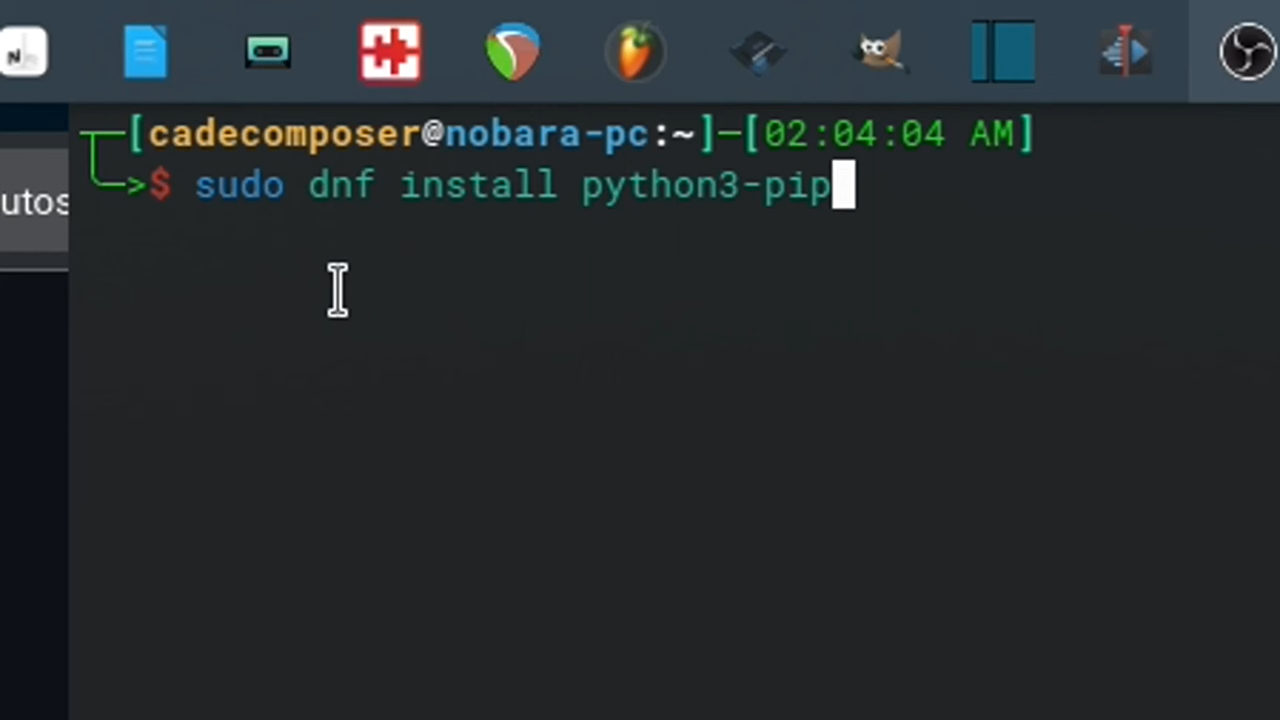 [cadecomposer@nobara-pc:~]-[02:04:04 AM]
>$ sudo dnf install python3-pip
utos